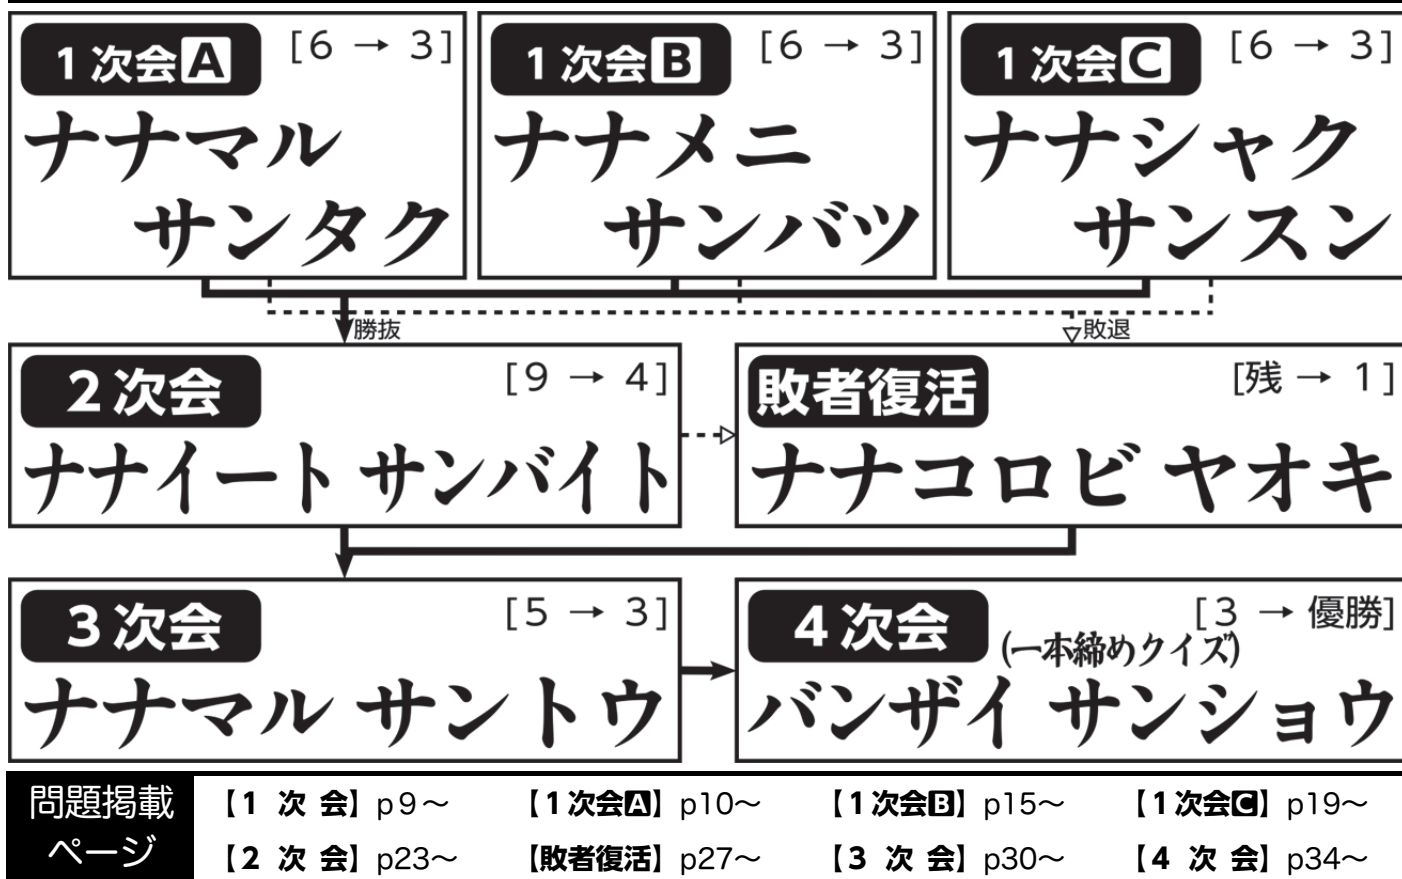 1次会A [6 → 3]
ナナマル
サンタク
1次会B [6 → 3]
ナナメニ
サンバツ
1次会C [6 → 3]
ナナシャク
サンスン
勝抜
敗退
2次会 [9 → 4]
ナナイート サンバイト
敗者復活 [残 → 1]
ナナコロビ ヤオキ
3次会 [5 → 3]
ナナマル サントウ
4次会 [3 → 優勝]
(一本締めクイズ)
バンザイ サンショウ
問題掲載
ページ
【1 次 会】p9～ 【1次会A】p10～ 【1次会B】p15～ 【1次会C】p19～
【2 次 会】p23～ 【敗者復活】p27～ 【3 次 会】p30～ 【4 次 会】p34～